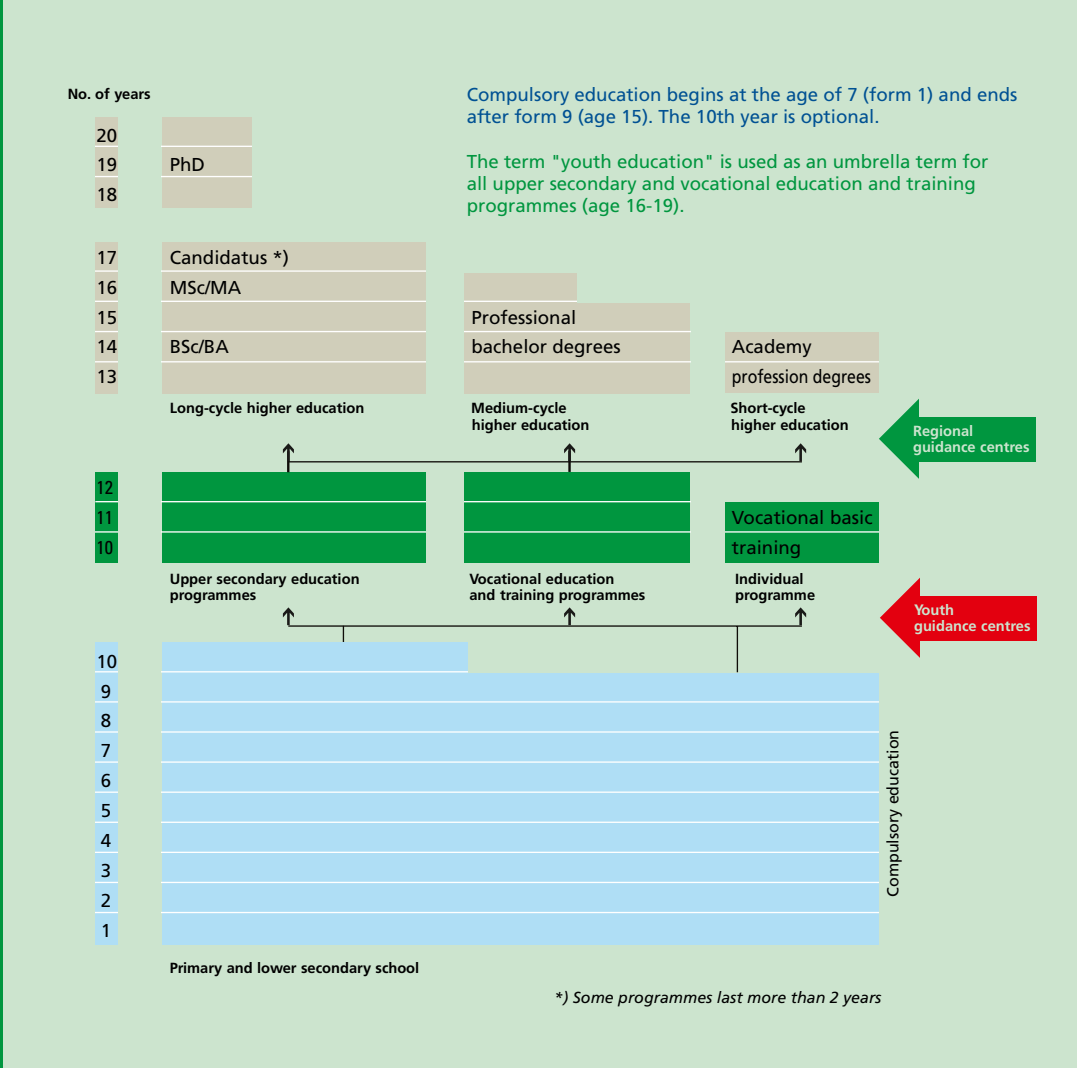 No. of years
Compulsory education begins at the age of 7 (form 1) and ends
after form 9 (age 15). The 10th year is optional.
The term "youth education" is used as an umbrella term for
all upper secondary and vocational education and training
programmes (age 16-19).
20
19 PhD
18
17 Candidatus *)
16 MSc/MA
15 Professional
14 BSc/BA bachelor degrees Academy
13 profession degrees
Long-cycle higher education
Medium-cycle
higher education
Short-cycle
higher education
Regional
guidance centres
12
11 Vocational basic
10 training
Upper secondary education
programmes
Vocational education
and training programmes
Individual
programme
Youth
guidance centres
10
9
8
7
6
5
4
3
2
1
Compulsory education
Primary and lower secondary school
*) Some programmes last more than 2 years